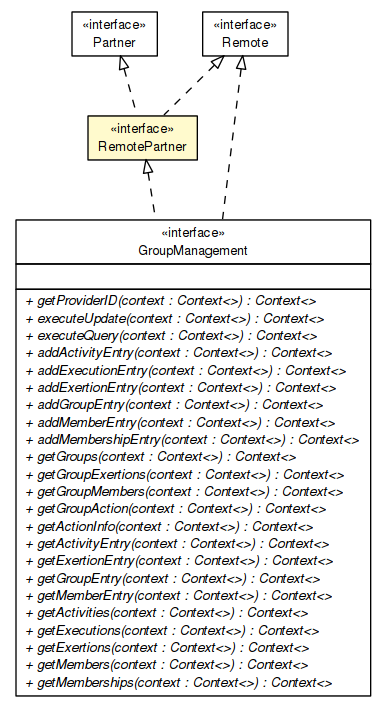 «interface»
Partner
«interface»
Remote
«interface»
RemotePartner
«interface»
GroupManagement
+ getProviderID(context : Context<>) : Context<>
+ executeUpdate(context : Context<>) : Context<>
+ executeQuery(context : Context<>) : Context<>
+ addActivityEntry(context : Context<>) : Context<>
+ addExecutionEntry(context : Context<>) : Context<>
+ addExertionEntry(context : Context<>) : Context<>
+ addGroupEntry(context : Context<>) : Context<>
+ addMemberEntry(context : Context<>) : Context<>
+ addMembershipEntry(context : Context<>) : Context<>
+ getGroups(context : Context<>) : Context<>
+ getGroupExertions(context : Context<>) : Context<>
+ getGroupMembers(context : Context<>) : Context<>
+ getGroupAction(context : Context<>) : Context<>
+ getActionInfo(context : Context<>) : Context<>
+ getActivityEntry(context : Context<>) : Context<>
+ getExertionEntry(context : Context<>) : Context<>
+ getGroupEntry(context : Context<>) : Context<>
+ getMemberEntry(context : Context<>) : Context<>
+ getActivities(context : Context<>) : Context<>
+ getExecutions(context : Context<>) : Context<>
+ getExertions(context : Context<>) : Context<>
+ getMembers(context : Context<>) : Context<>
+ getMemberships(context : Context<>) : Context<>